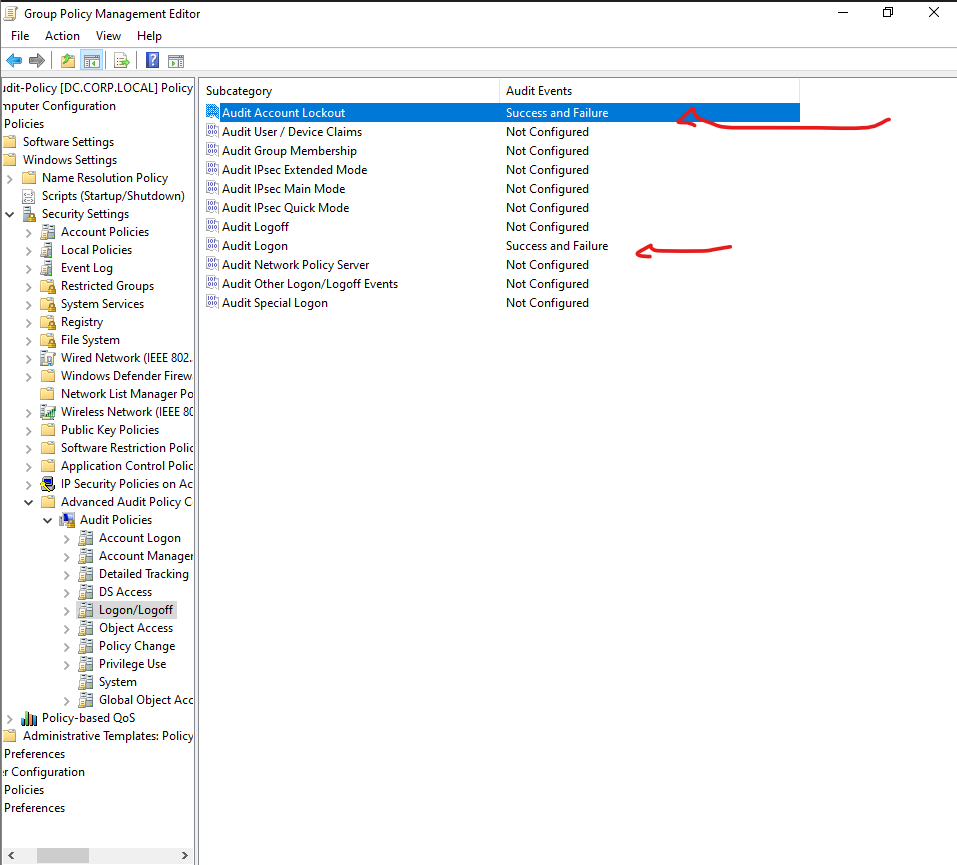 Group Policy Management Editor
File Action View Help
udit-Policy [DC.CORP.LOCAL] Policy
mputer Configuration
Policies
Software Settings
Windows Settings
Name Resolution Policy
Scripts (Startup/Shutdown)
Security Settings
Account Policies
Local Policies
Event Log
Restricted Groups
System Services
Registry
File System
Wired Network (IEEE 802..
Windows Defender Firew
Network List Manager Po
Wireless Network (IEEE 80
Public Key Policies
Software Restriction Polic
Application Control Polic
IP Security Policies on Ac
Advanced Audit Policy C
Audit Policies
Account Logon
Account Manager
Detailed Tracking
DS Access
Logon/Logoff
Object Access
Policy Change
Privilege Use
System
Global Object Acc
Policy-based QoS
Administrative Templates: Policy
Preferences
r Configuration
Policies
Preferences
Subcategory Audit Events
Audit Account Lockout Success and Failure
Audit User / Device Claims Not Configured
Audit Group Membership Not Configured
Audit IPsec Extended Mode Not Configured
Audit IPsec Main Mode Not Configured
Audit IPsec Quick Mode Not Configured
Audit Logoff Not Configured
Audit Logon Success and Failure
Audit Network Policy Server Not Configured
Audit Other Logon/Logoff Events Not Configured
Audit Special Logon Not Configured